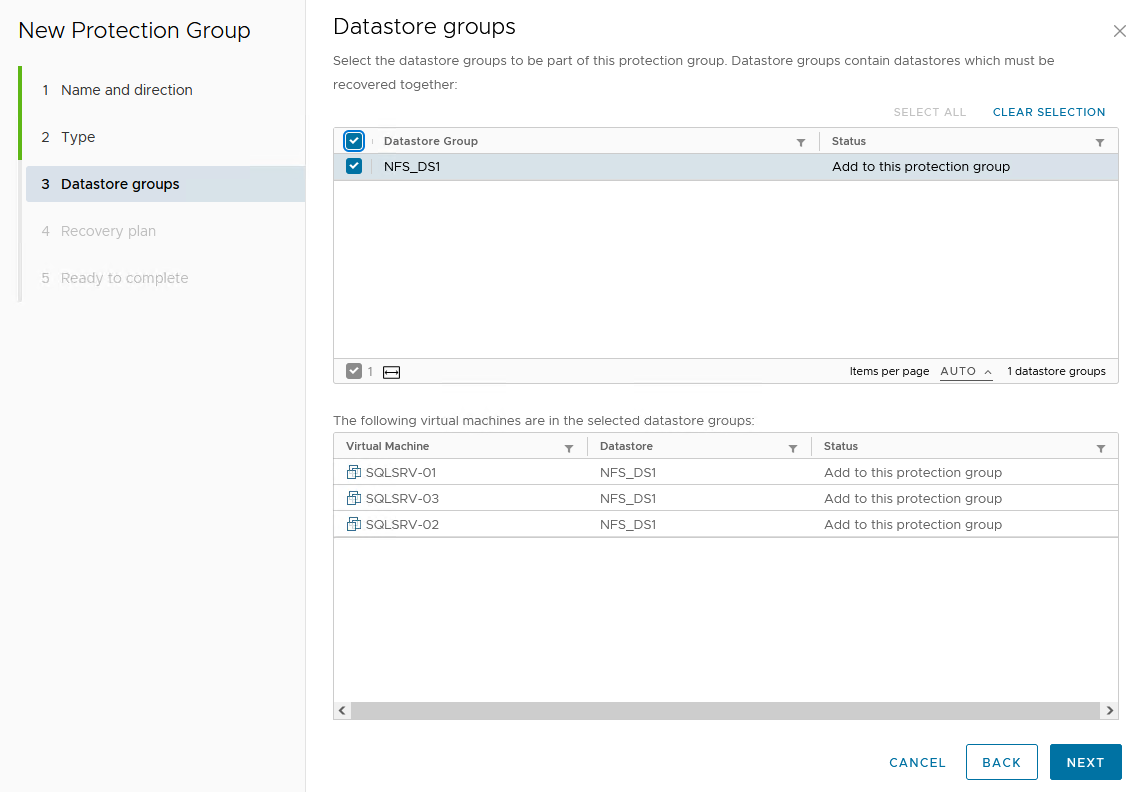 New Protection Group
1 Name and direction
2 Type
3 Datastore groups
4 Recovery plan
5 Ready to complete
Datastore groups
Select the datastore groups to be part of this protection group. Datastore groups contain datastores which must be
recovered together:
SELECT ALL CLEAR SELECTION
Datastore Group Status
NFS_DS1 Add to this protection group
1 Items per page AUTO 1 datastore groups
The following virtual machines are in the selected datastore groups:
Virtual Machine Datastore Status
SQLSRV-01 NFS_DS1 Add to this protection group
SQLSRV-03 NFS_DS1 Add to this protection group
SQLSRV-02 NFS_DS1 Add to this protection group
CANCEL BACK NEXT